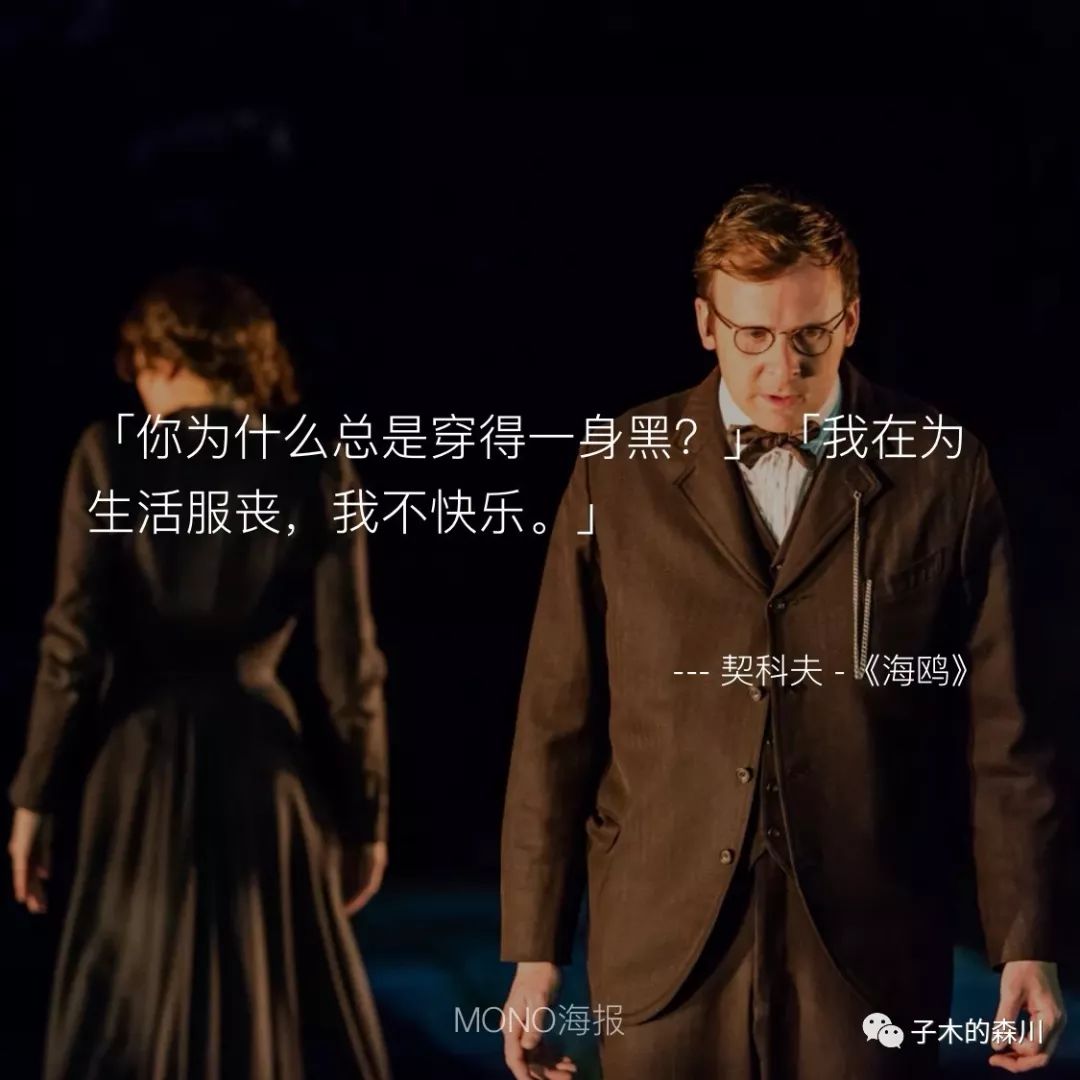 「你为什么总是穿得一身黑？」「我在为
生活服丧，我不快乐。」
--- 契科夫 -《海鸥》
MONO海报
子木的森川